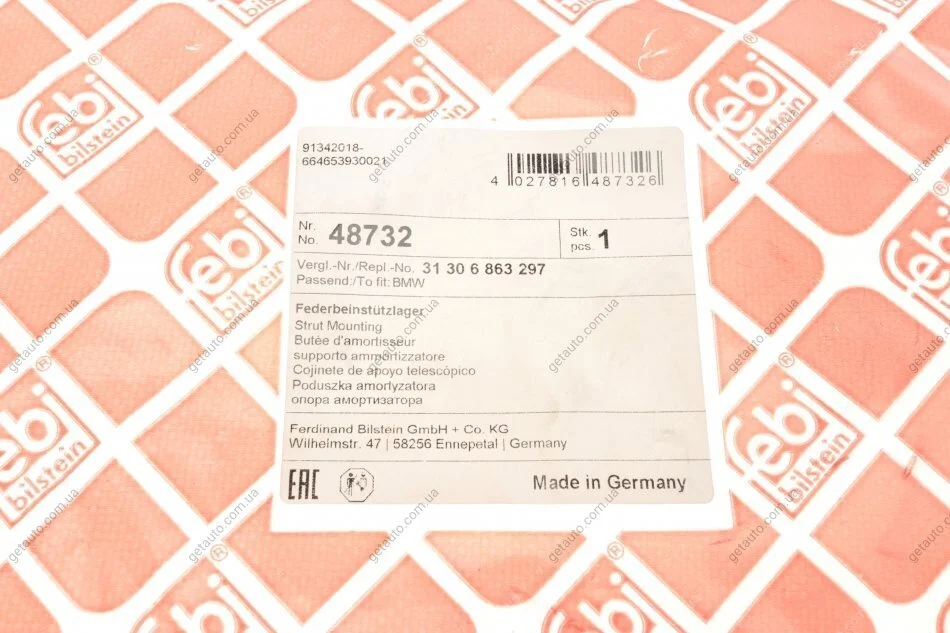 91342018-
664653930021
4 027816 487326
Nr.
No. 48732
Stk.
pcs. 1
Vergl.-Nr./Repl.-No. 31 30 6 863 297
Passend:/To fit: BMW
Federbeinstützlager
Strut Mounting
Butée d'amortisseur
supporto ammortizzatore
Cojinete de apoyo telescópico
Poduszka amortyzatora
опора амортизатора
Ferdinand Bilstein GmbH + Co. KG
Wilhelmstr. 47 | 58256 Ennepetal | Germany
EAC
Made in Germany
febi
bilstein
®
getauto.com.ua